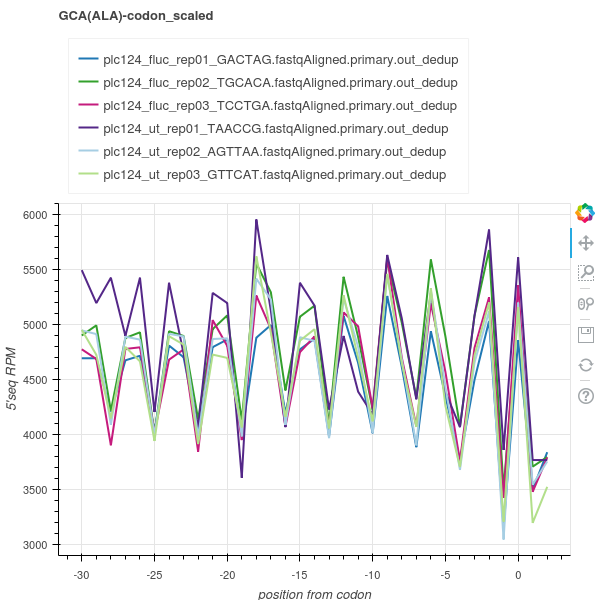 GCA(ALA)-codon_scaled
plc124_fluc_rep01_GACTAG.fastqAligned.primary.out_dedup
plc124_fluc_rep02_TGCACA.fastqAligned.primary.out_dedup
plc124_fluc_rep03_TCCTGA.fastqAligned.primary.out_dedup
plc124_ut_rep01_TAACCG.fastqAligned.primary.out_dedup
plc124_ut_rep02_AGTTAA.fastqAligned.primary.out_dedup
plc124_ut_rep03_GTTCAT.fastqAligned.primary.out_dedup
6000
5500
5000
4500
4000
3500
3000
5'seq RPM
-30 -25 -20 -15 -10 -5 0
position from codon